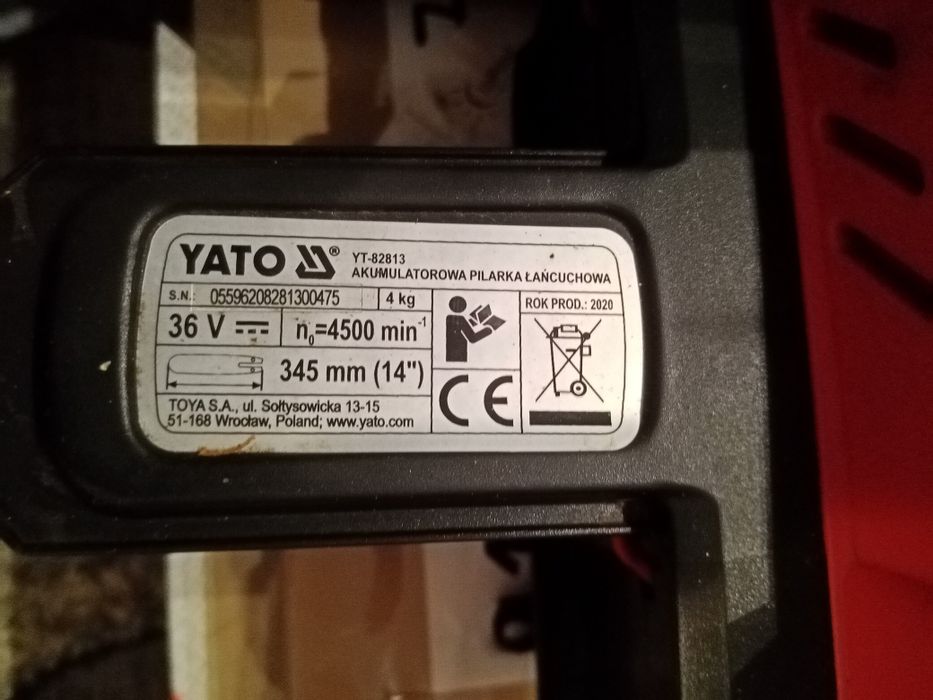 YATO ®
YT-82813
AKUMULATOROWA PILARKA ŁAŃCUCHOWA
S.N.: 05596208281300475
4 kg
ROK PROD.: 2020
36 V
n₀=4500 min⁻¹
345 mm (14")
CE
TOYA S.A., ul. Sołtysowicka 13-15
51-168 Wrocław, Poland; www.yato.com